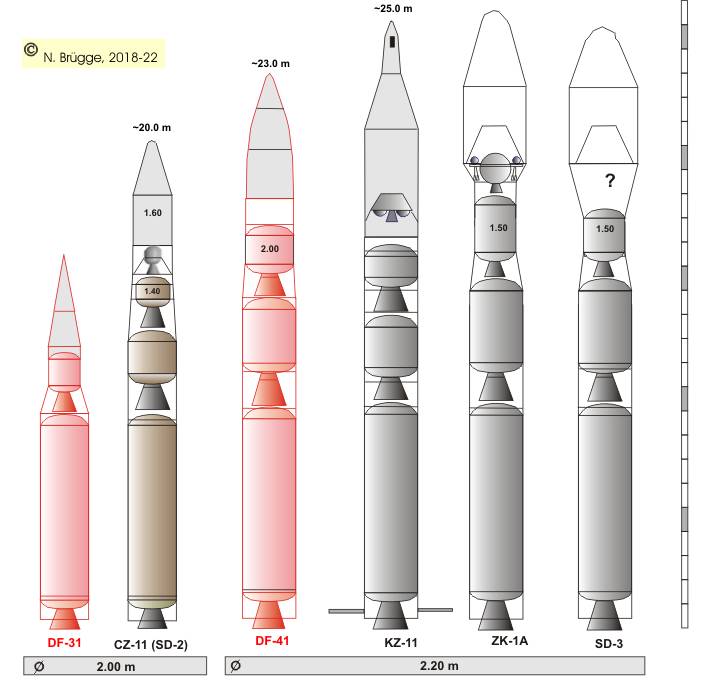 © N. Brügge, 2018-22
~20.0 m
~23.0 m
~25.0 m
1.60
1.40
2.00
1.50
?
1.50
DF-31
CZ-11 (SD-2)
DF-41
KZ-11
ZK-1A
SD-3
Ø 2.00 m
Ø 2.20 m